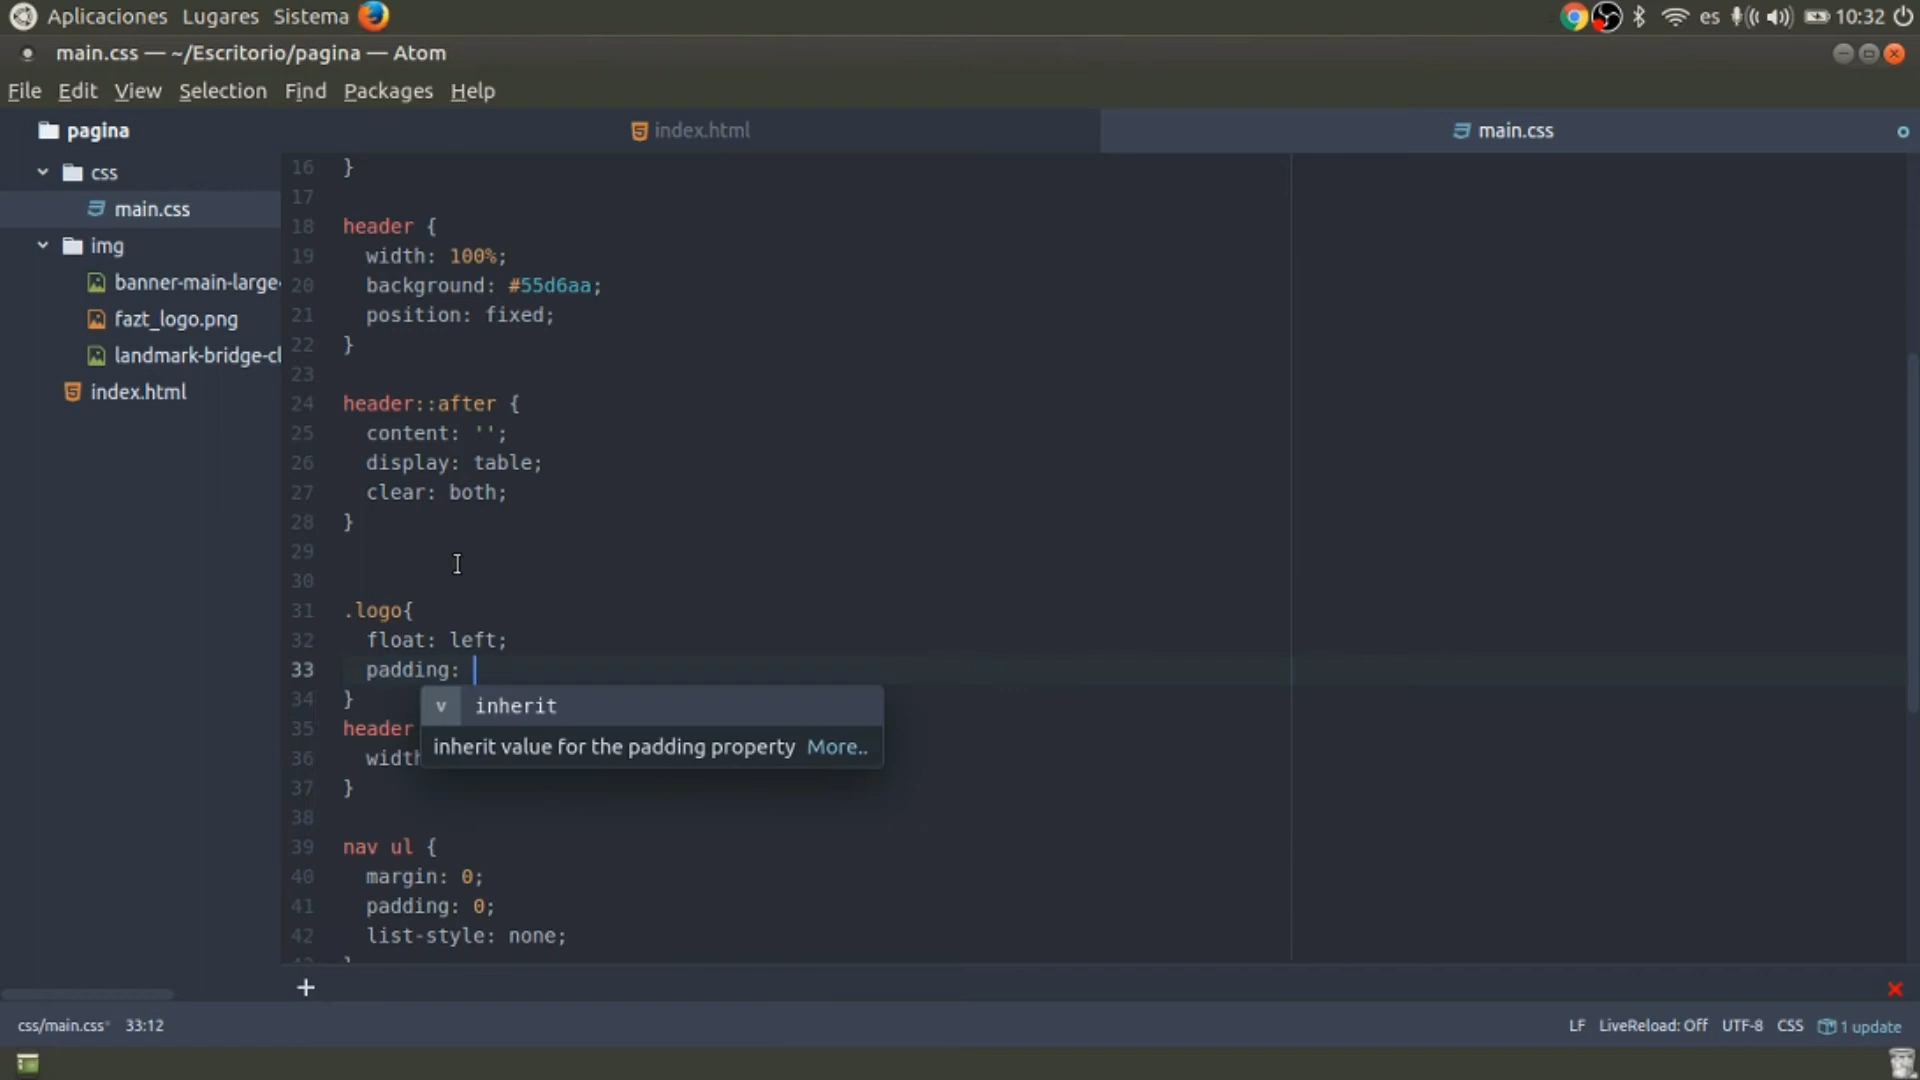 Aplicaciones Lugares Sistema
es 10:32
main.css — ~/Escritorio/pagina — Atom
File Edit View Selection Find Packages Help
pagina
index.html
main.css
css
main.css
img
banner-main-large-
fazt_logo.png
landmark-bridge-cl
index.html
16 }
17
18 header {
19 width: 100%;
20 background: #55d6aa;
21 position: fixed;
22 }
23
24 header::after {
25 content: '';
26 display: table;
27 clear: both;
28 }
29
30
31 .logo{
32 float: left;
33 padding:
34 }
v inherit
35 header
inherit value for the padding property More..
36 width
37 }
38
39 nav ul {
40 margin: 0;
41 padding: 0;
42 list-style: none;
+
css/main.css* 33:12
LF LiveReload: Off UTF-8 CSS 1 update